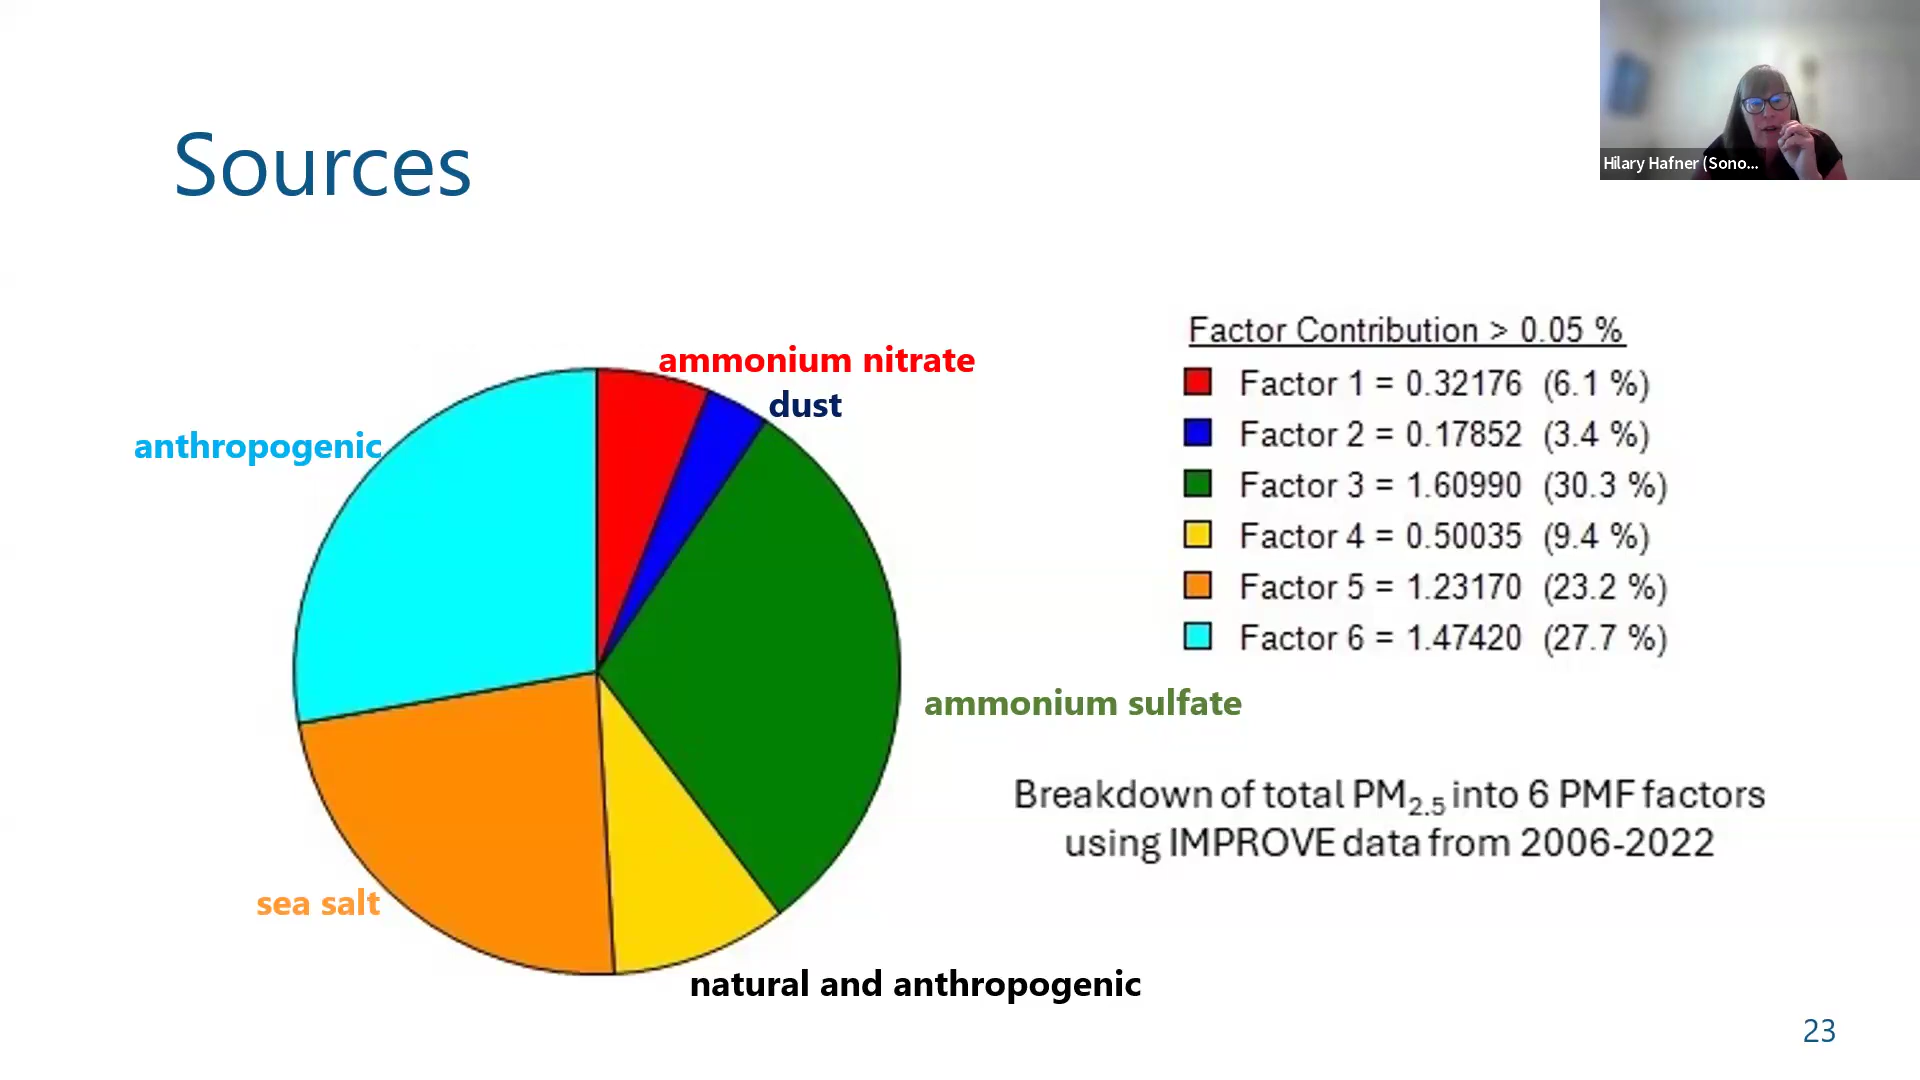 Hilary Hafner (Sono...
Sources
ammonium nitrate
dust
anthropogenic
ammonium sulfate
sea salt
natural and anthropogenic
Factor Contribution > 0.05 %
Factor 1 = 0.32176 (6.1 %)
Factor 2 = 0.17852 (3.4 %)
Factor 3 = 1.60990 (30.3 %)
Factor 4 = 0.50035 (9.4 %)
Factor 5 = 1.23170 (23.2 %)
Factor 6 = 1.47420 (27.7 %)
Breakdown of total PM2.5 into 6 PMF factors
using IMPROVE data from 2006-2022
23